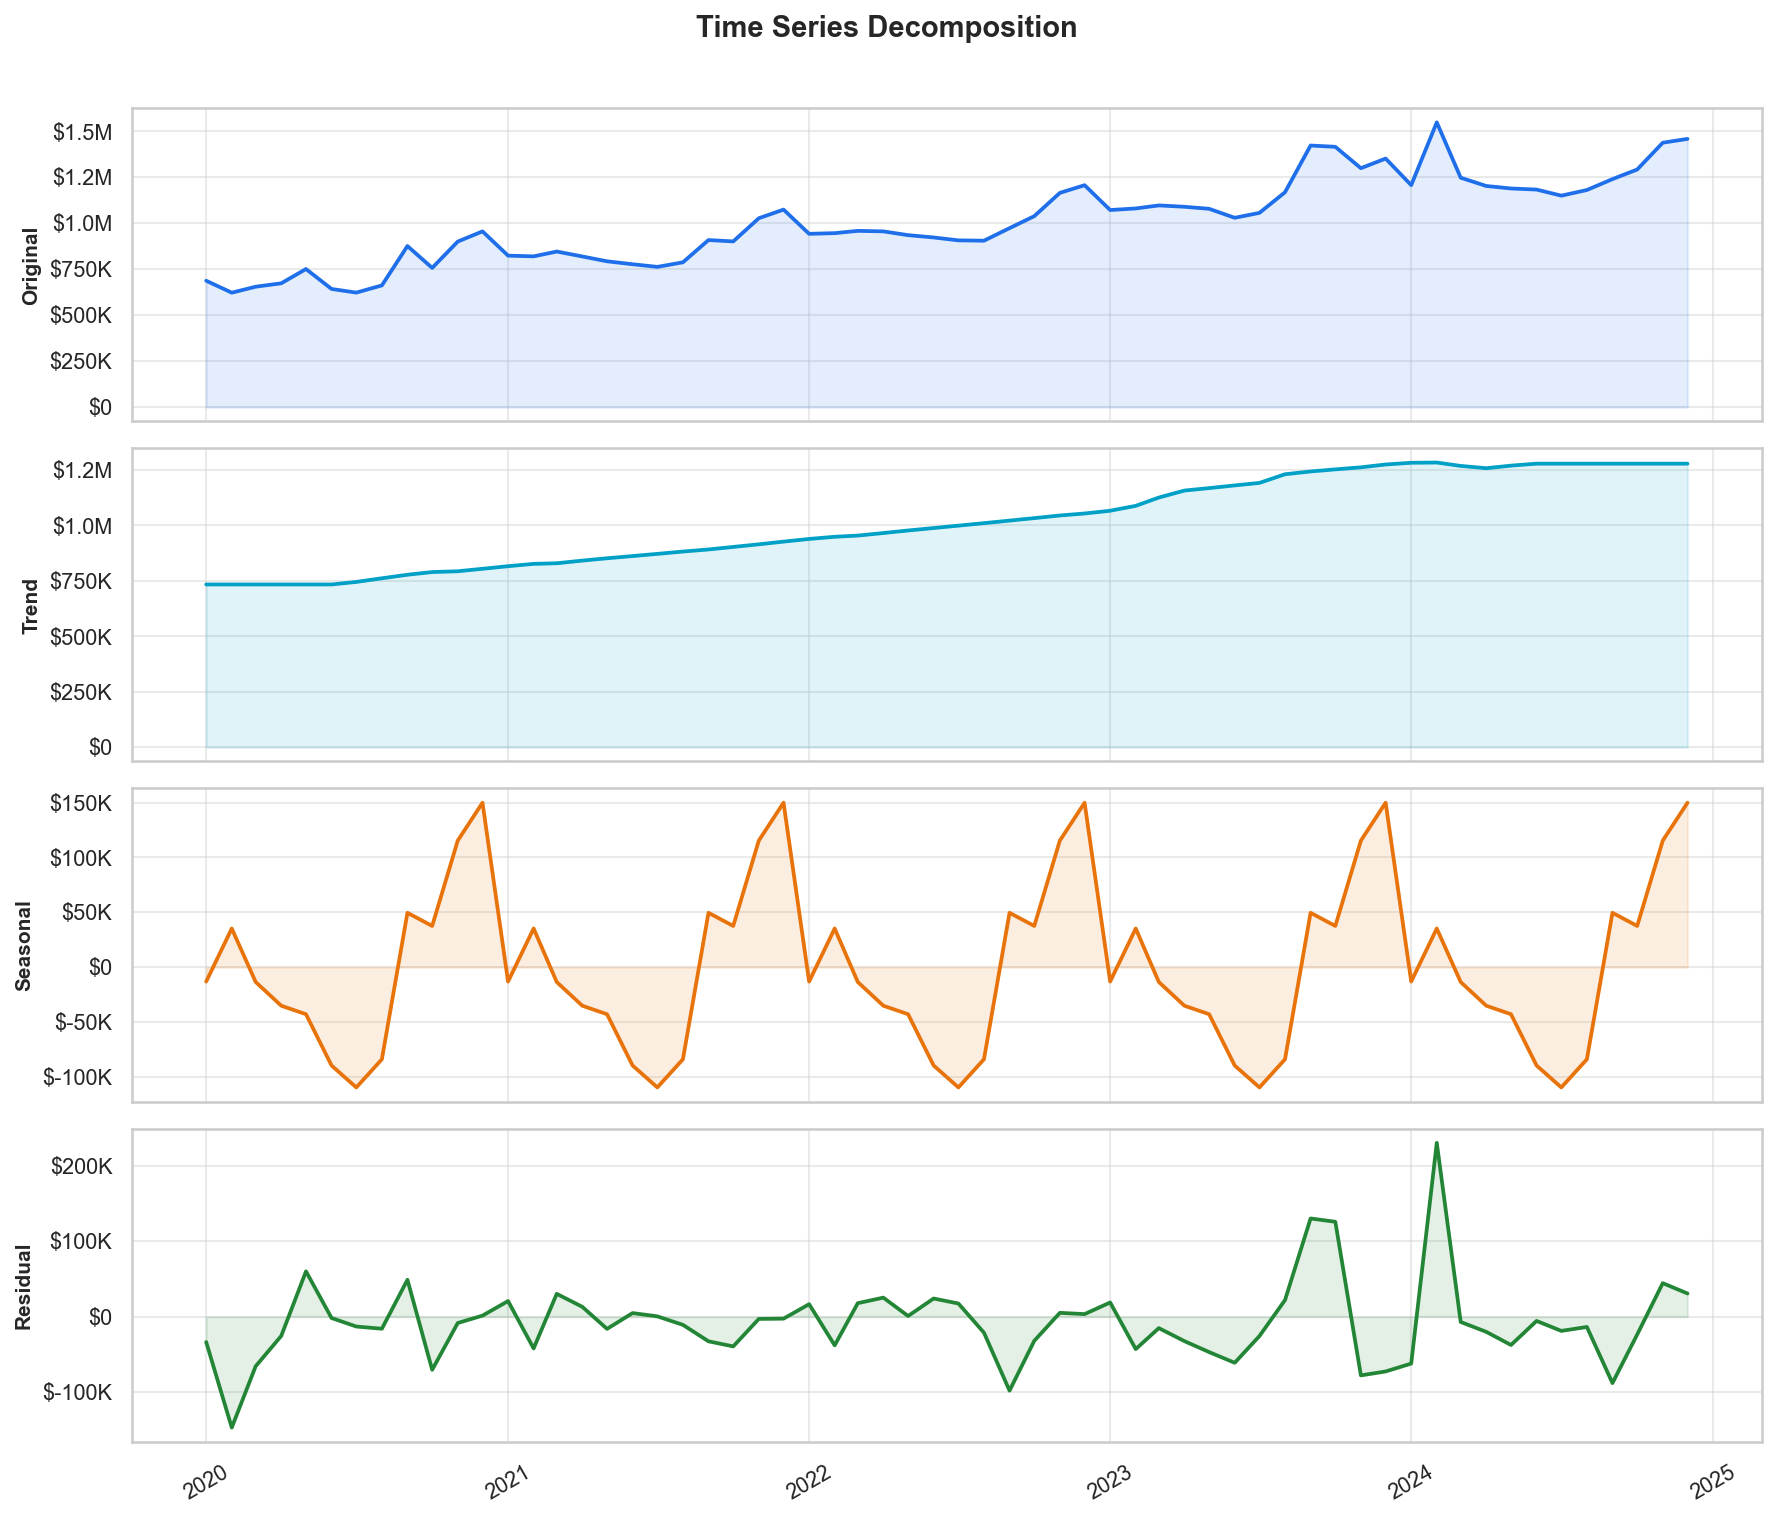 Time Series Decomposition
Original
$1.5M
$1.2M
$1.0M
$750K
$500K
$250K
$0
Trend
$1.2M
$1.0M
$750K
$500K
$250K
$0
Seasonal
$150K
$100K
$50K
$0
$-50K
$-100K
Residual
$200K
$100K
$0
$-100K
2020 2021 2022 2023 2024 2025